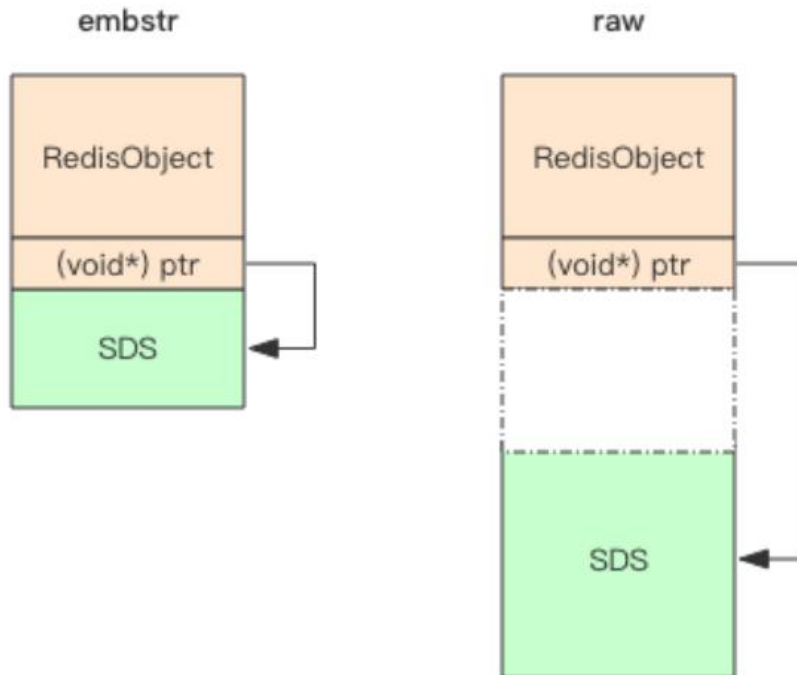 embstr
raw
RedisObject
RedisObject
(void*) ptr
(void*) ptr
SDS
SDS